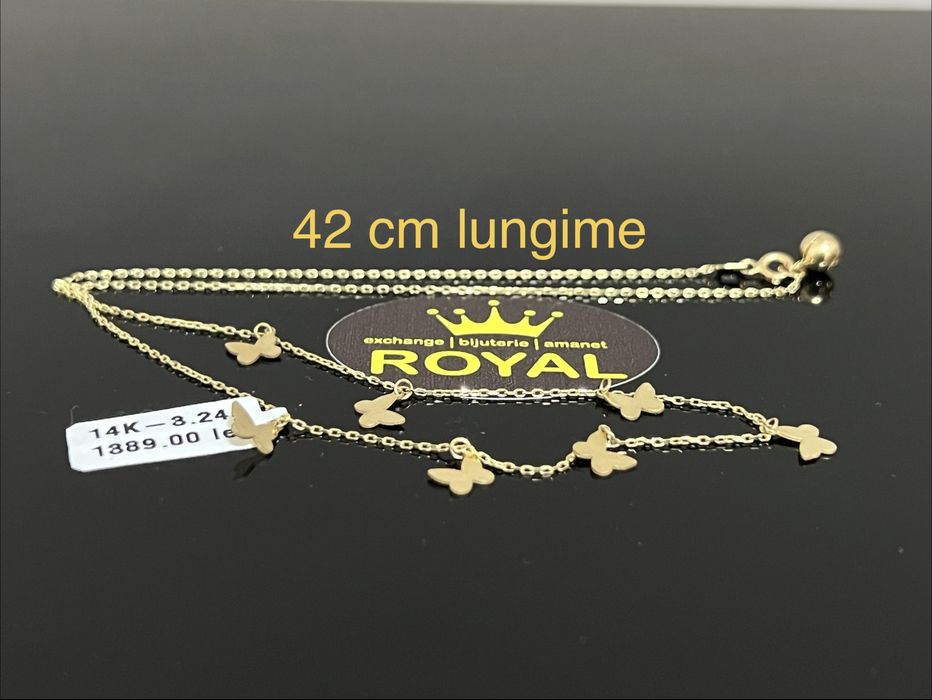 42 cm lungime
exchange | bijuterie | amanet
ROYAL
14K-3.24
1389.00 le